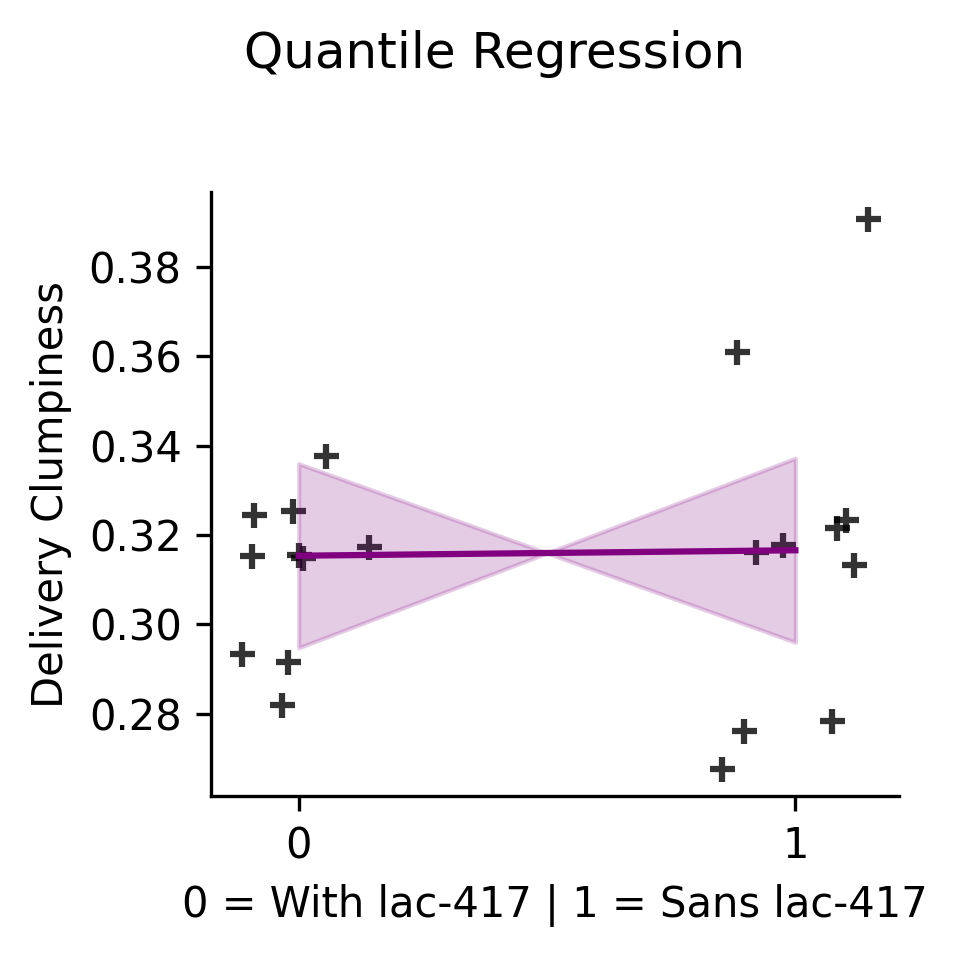 Quantile Regression
0.38
0.36
0.34
0.32
0.30
0.28
Delivery Clumpiness
0 1
0 = With lac-417 | 1 = Sans lac-417